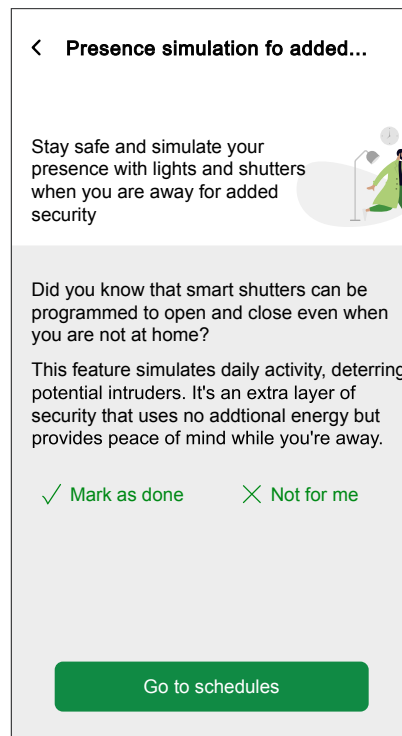 Presence simulation fo added...
Stay safe and simulate your
presence with lights and shutters
when you are away for added
security
Did you know that smart shutters can be
programmed to open and close even when
you are not at home?
This feature simulates daily activity, deterring
potential intruders. It's an extra layer of
security that uses no addtional energy but
provides peace of mind while you're away.
Mark as done
Not for me
Go to schedules